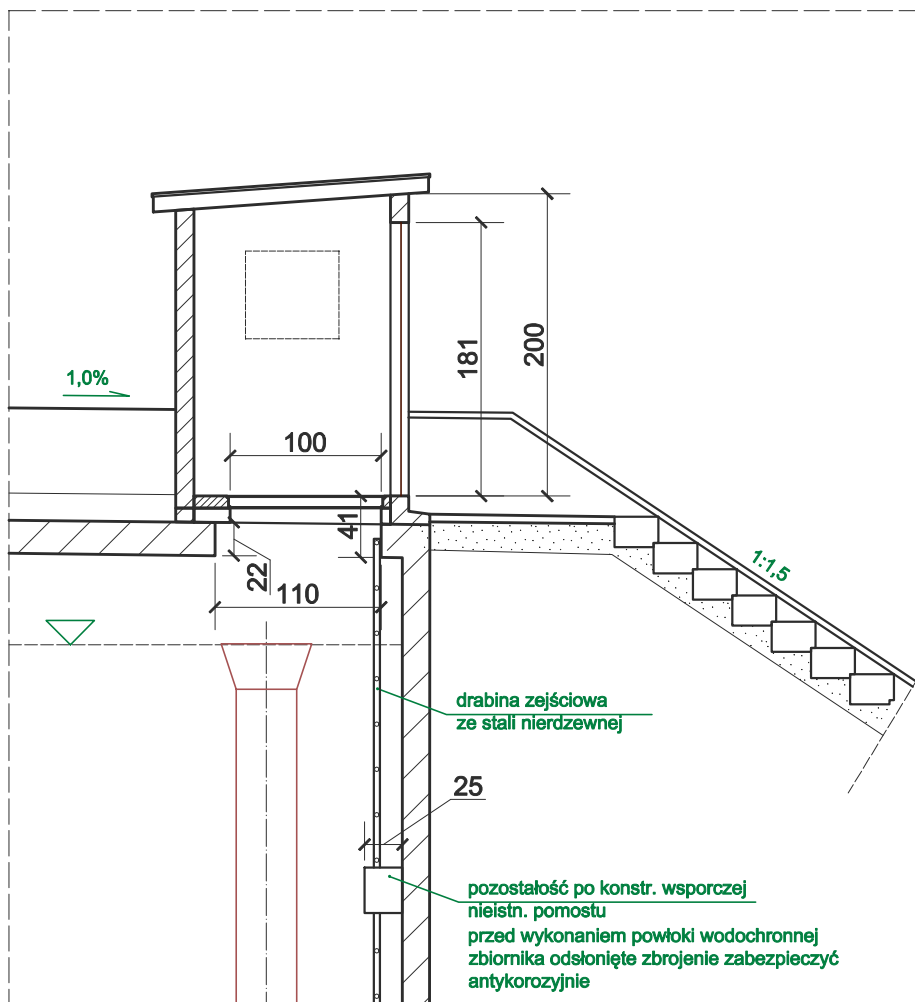 1,0%
181
200
100
41
22
110
1:1,5
drabina zejściowa
ze stali nierdzewnej
25
pozostałość po konstr. wsporczej
nieistn. pomostu
przed wykonaniem powłoki wodochronnej
zbiornika odsłonięte zbrojenie zabezpieczyć
antykorozyjnie